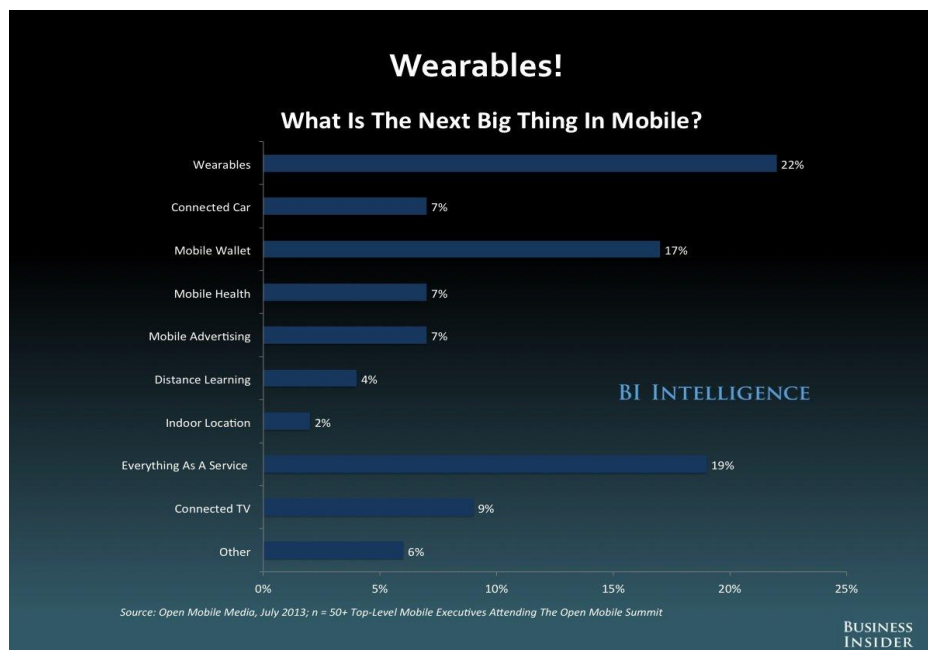 Wearables!
What Is The Next Big Thing In Mobile?
Wearables 22%
Connected Car 7%
Mobile Wallet 17%
Mobile Health 7%
Mobile Advertising 7%
Distance Learning 4%
BI INTELLIGENCE
Indoor Location 2%
Everything As A Service 19%
Connected TV 9%
Other 6%
0% 5% 10% 15% 20% 25%
Source: Open Mobile Media, July 2013; n = 50+ Top-Level Mobile Executives Attending The Open Mobile Summit
BUSINESS
INSIDER